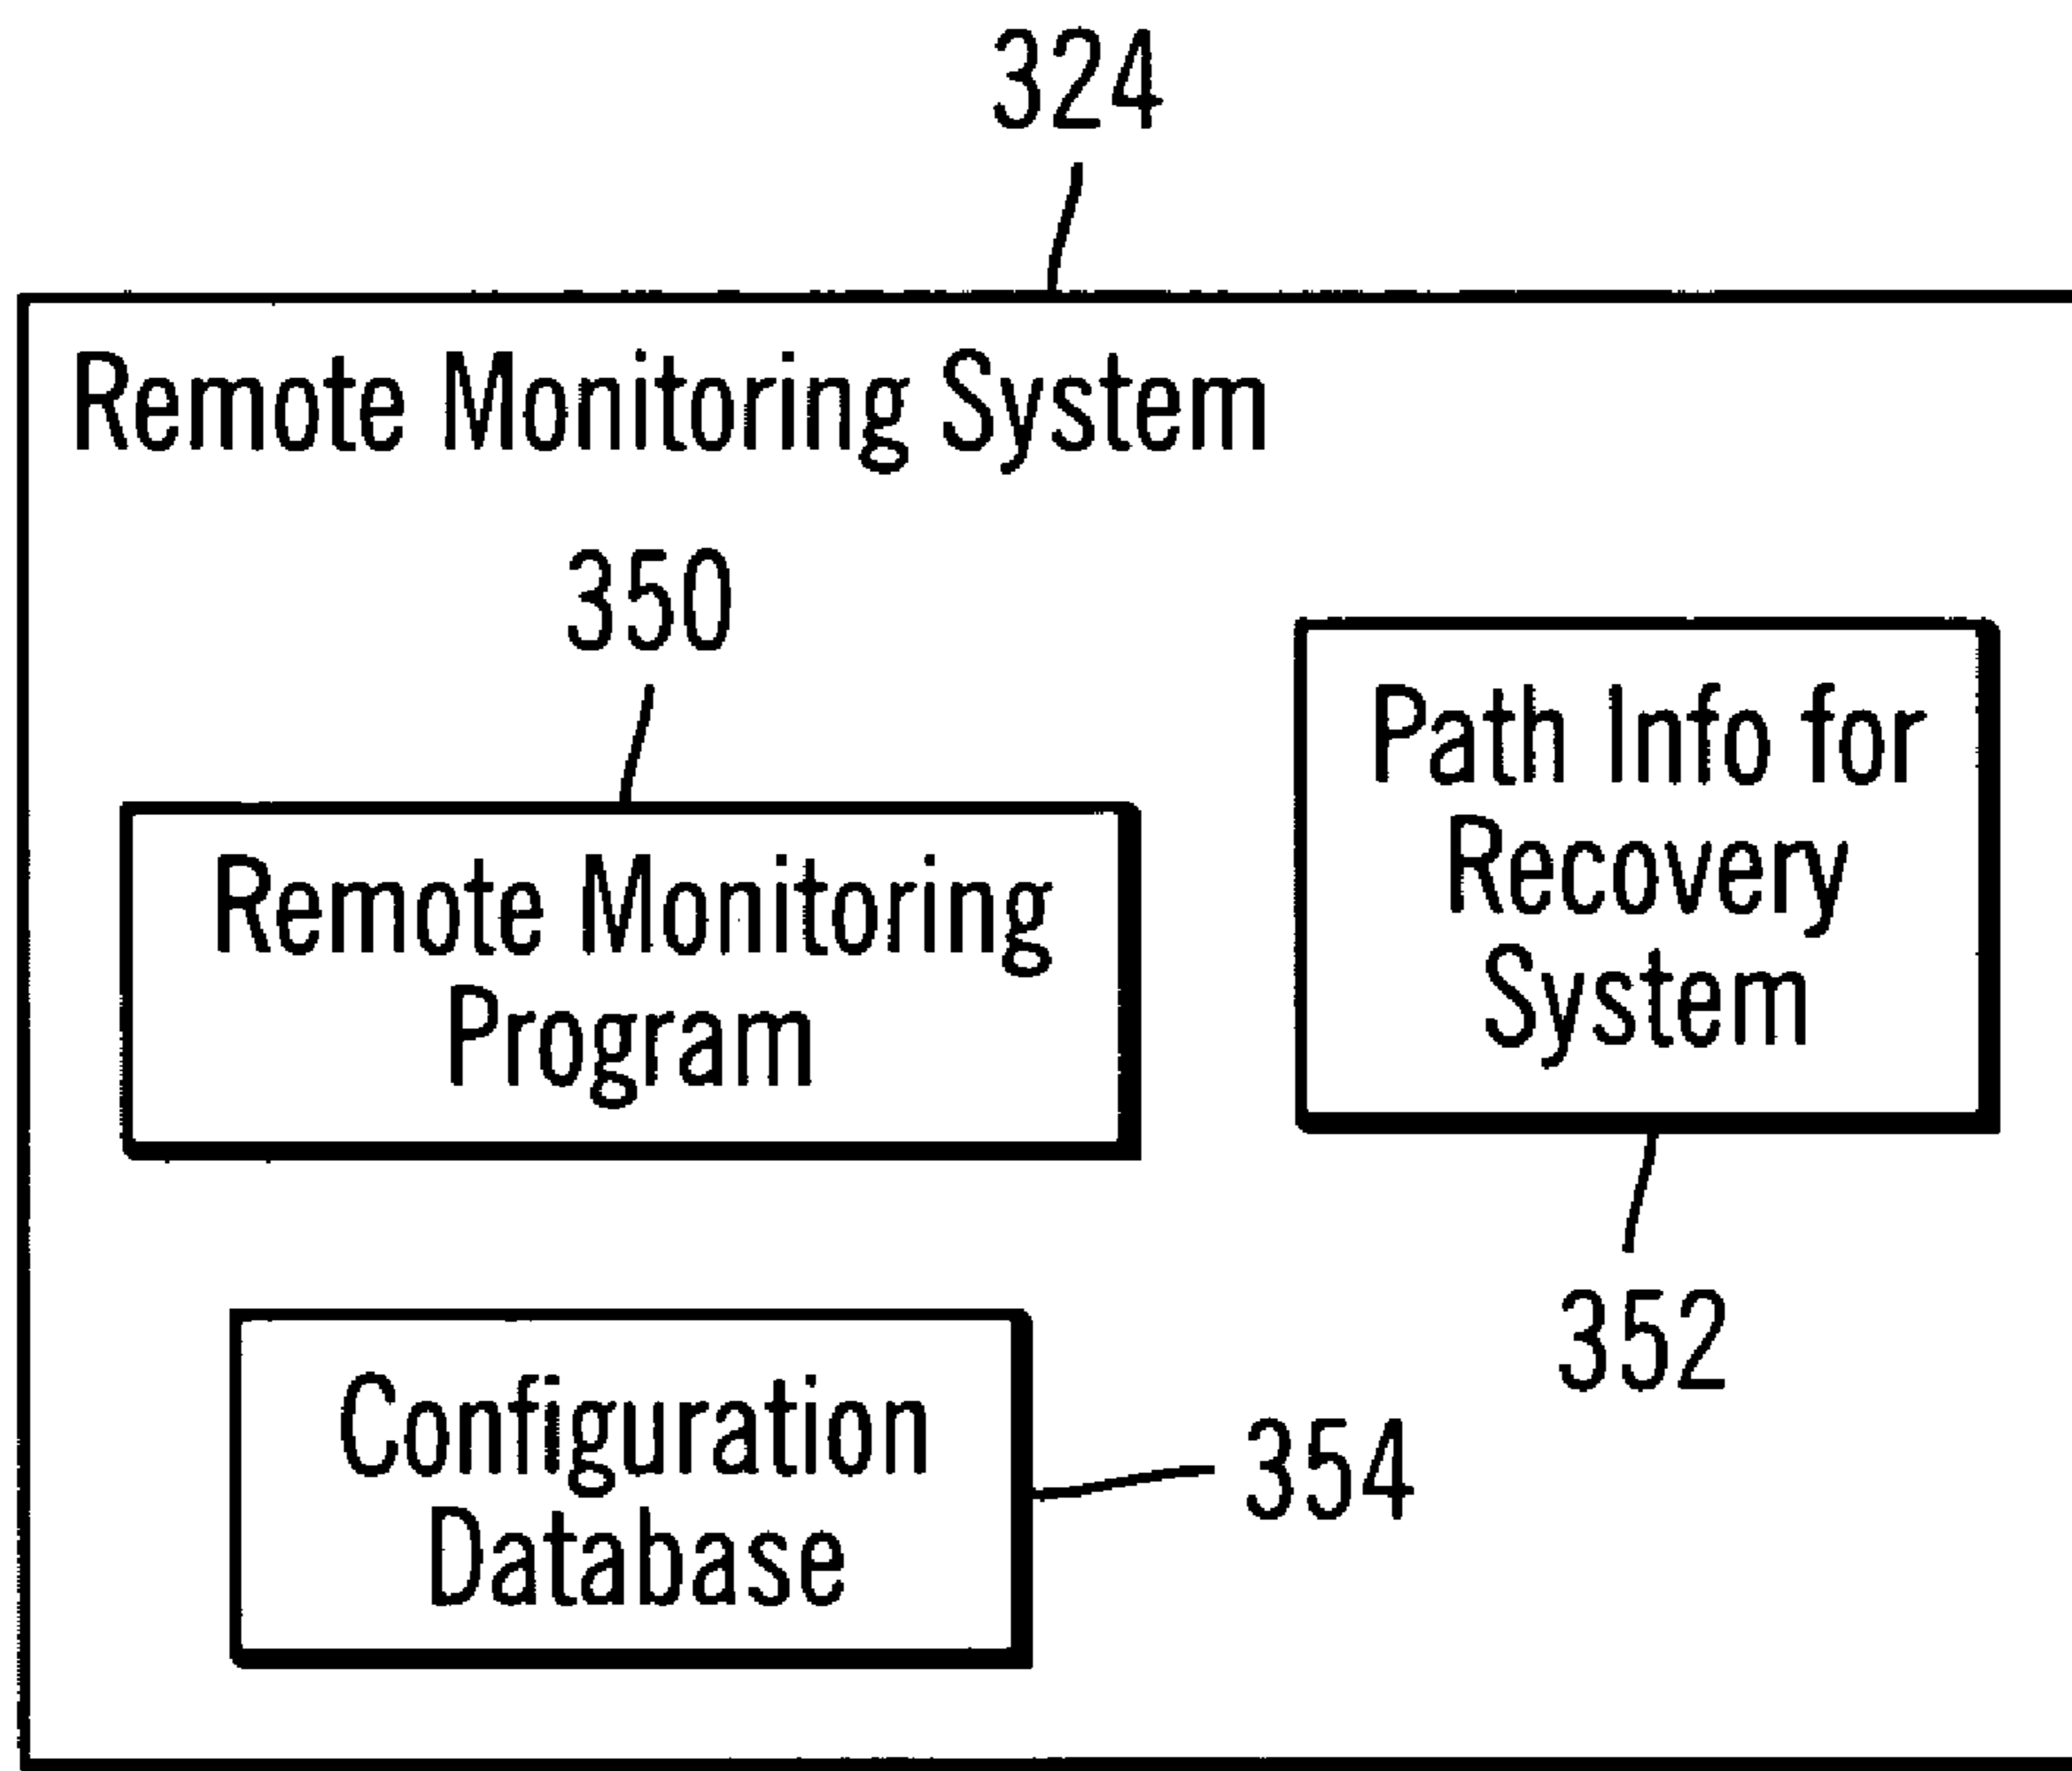 324
Remote Monitoring System
350
Remote Monitoring
Program
Path Info for
Recovery
System
352
Configuration
Database
354